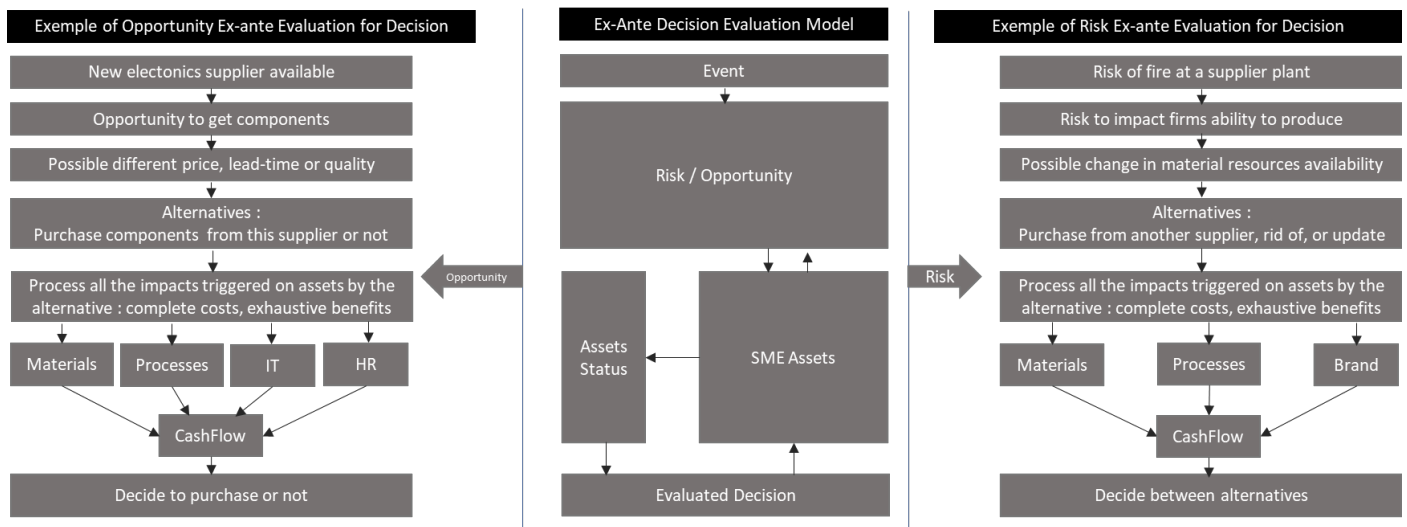 Exemple of Opportunity Ex-ante Evaluation for Decision
New electonics supplier available
Opportunity to get components
Possible different price, lead-time or quality
Alternatives :
Purchase components from this supplier or not
Process all the impacts triggered on assets by the
alternative : complete costs, exhaustive benefits
Materials
Processes
IT
HR
CashFlow
Decide to purchase or not
Opportunity
Ex-Ante Decision Evaluation Model
Event
Risk / Opportunity
Assets
Status
SME Assets
Evaluated Decision
Risk
Exemple of Risk Ex-ante Evaluation for Decision
Risk of fire at a supplier plant
Risk to impact firms ability to produce
Possible change in material resources availability
Alternatives :
Purchase from another supplier, rid of, or update
Process all the impacts triggered on assets by the
alternative : complete costs, exhaustive benefits
Materials
Processes
Brand
CashFlow
Decide between alternatives